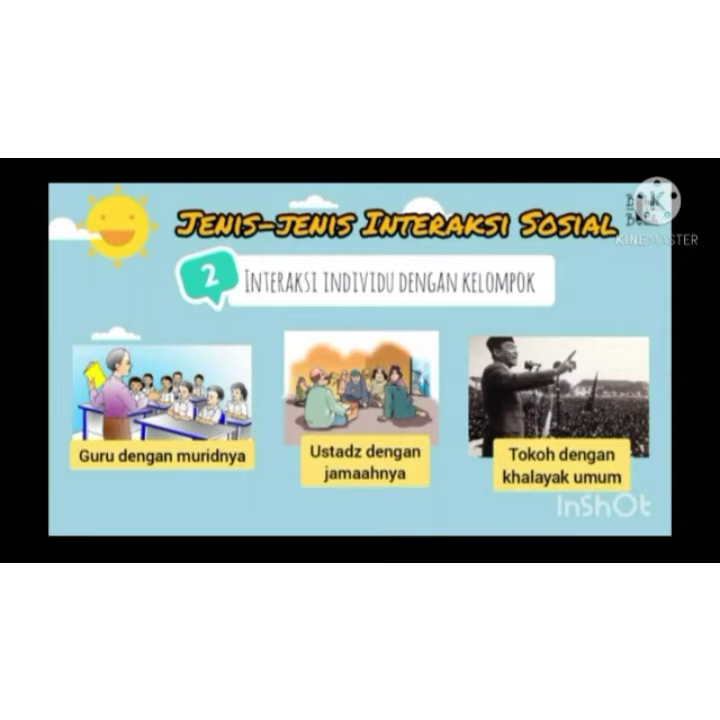 JENIS-JENIS INTERAKSI SOSIAL
KINEMASTER
2
INTERAKSI INDIVIDU DENGAN KELOMPOK
Guru dengan muridnya
Ustadz dengan
jamaahnya
Tokoh dengan
khalayak umum
InShOt